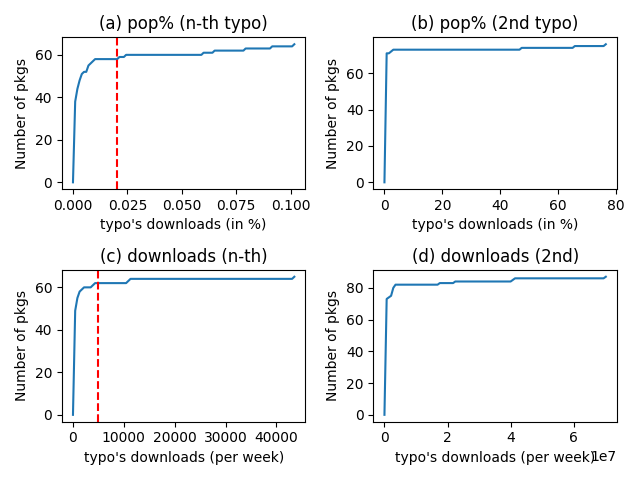 (a) pop% (n-th typo)
Number of pkgs
60
40
20
0
0.000 0.025 0.050 0.075 0.100
typo's downloads (in %)
(b) pop% (2nd typo)
Number of pkgs
60
40
20
0
0 20 40 60 80
typo's downloads (in %)
(c) downloads (n-th)
Number of pkgs
60
40
20
0
0 10000 20000 30000 40000
typo's downloads (per week)
(d) downloads (2nd)
Number of pkgs
80
60
40
20
0
0 2 4 6
typo's downloads (per week)
1e7